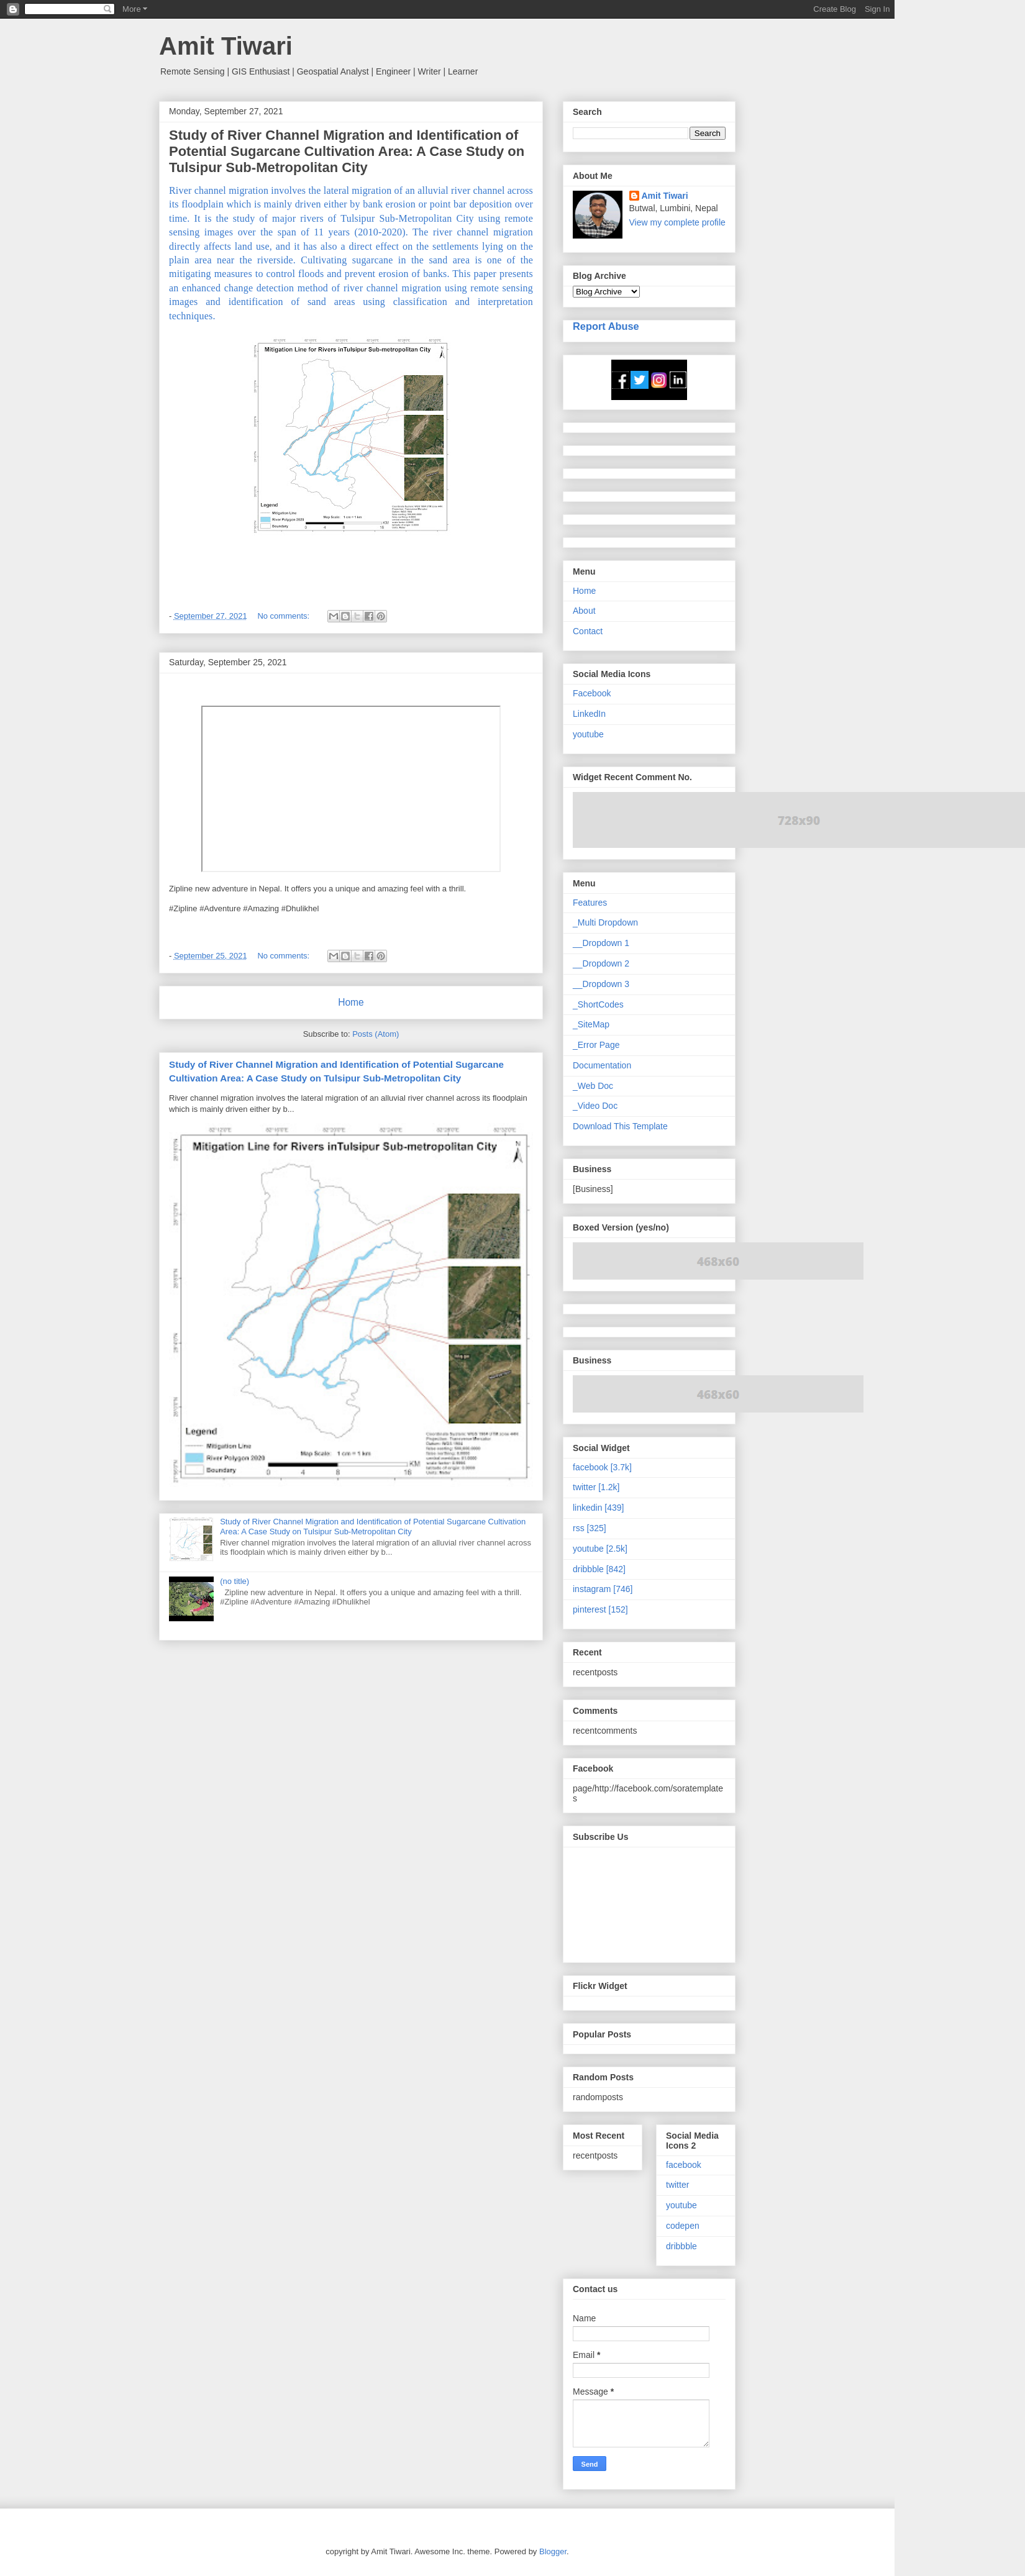 More
Create Blog
Sign In
Amit Tiwari
Remote Sensing | GIS Enthusiast | Geospatial Analyst | Engineer | Writer | Learner
Monday, September 27, 2021
Study of River Channel Migration and Identification of
Potential Sugarcane Cultivation Area: A Case Study on
Tulsipur Sub-Metropolitan City
River channel migration involves the lateral migration of an alluvial river channel across
its floodplain which is mainly driven either by bank erosion or point bar deposition over
time. It is the study of major rivers of Tulsipur Sub-Metropolitan City using remote
sensing images over the span of 11 years (2010-2020). The river channel migration
directly affects land use, and it has also a direct effect on the settlements lying on the
plain area near the riverside. Cultivating sugarcane in the sand area is one of the
mitigating measures to control floods and prevent erosion of banks. This paper presents
an enhanced change detection method of river channel migration using remote sensing
images and identification of sand areas using classification and interpretation
techniques.
Mitigation Line for Rivers inTulsipur Sub-metropolitan City
N
Legend
Mitigation Line
River Polygon 2020
Boundary
Map Scale: 1 cm = 1 km
KM
- September 27, 2021
No comments:
Saturday, September 25, 2021
Zipline new adventure in Nepal. It offers you a unique and amazing feel with a thrill.
#Zipline #Adventure #Amazing #Dhulikhel
- September 25, 2021
No comments:
Home
Subscribe to: Posts (Atom)
Study of River Channel Migration and Identification of Potential Sugarcane
Cultivation Area: A Case Study on Tulsipur Sub-Metropolitan City
River channel migration involves the lateral migration of an alluvial river channel across its floodplain
which is mainly driven either by b...
Mitigation Line for Rivers inTulsipur Sub-metropolitan City
N
Legend
Mitigation Line
River Polygon 2020
Boundary
Map Scale: 1 cm = 1 km
KM
0 2 4 8 12 16
Study of River Channel Migration and Identification of Potential Sugarcane Cultivation
Area: A Case Study on Tulsipur Sub-Metropolitan City
River channel migration involves the lateral migration of an alluvial river channel across
its floodplain which is mainly driven either by b...
(no title)
Zipline new adventure in Nepal. It offers you a unique and amazing feel with a thrill.
#Zipline #Adventure #Amazing #Dhulikhel
Search
Search
About Me
Amit Tiwari
Butwal, Lumbini, Nepal
View my complete profile
Blog Archive
Blog Archive
Report Abuse
Menu
Home
About
Contact
Social Media Icons
Facebook
LinkedIn
youtube
Widget Recent Comment No.
728x90
Menu
Features
_Multi Dropdown
__Dropdown 1
__Dropdown 2
__Dropdown 3
_ShortCodes
_SiteMap
_Error Page
Documentation
_Web Doc
_Video Doc
Download This Template
Business
[Business]
Boxed Version (yes/no)
468x60
Business
468x60
Social Widget
facebook [3.7k]
twitter [1.2k]
linkedin [439]
rss [325]
youtube [2.5k]
dribbble [842]
instagram [746]
pinterest [152]
Recent
recentposts
Comments
recentcomments
Facebook
page/http://facebook.com/soratemplate
s
Subscribe Us
Flickr Widget
Popular Posts
Random Posts
randomposts
Most Recent
recentposts
Social Media
Icons 2
facebook
twitter
youtube
codepen
dribbble
Contact us
Name
Email *
Message *
Send
copyright by Amit Tiwari. Awesome Inc. theme. Powered by Blogger.